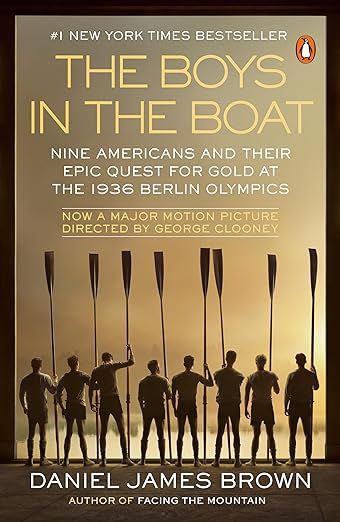 #1 NEW YORK TIMES BESTSELLER
THE BOYS
IN THE BOAT
NINE AMERICANS AND THEIR
EPIC QUEST FOR GOLD AT
THE 1936 BERLIN OLYMPICS
NOW A MAJOR MOTION PICTURE
DIRECTED BY GEORGE CLOONEY
DANIEL JAMES BROWN
AUTHOR OF FACING THE MOUNTAIN